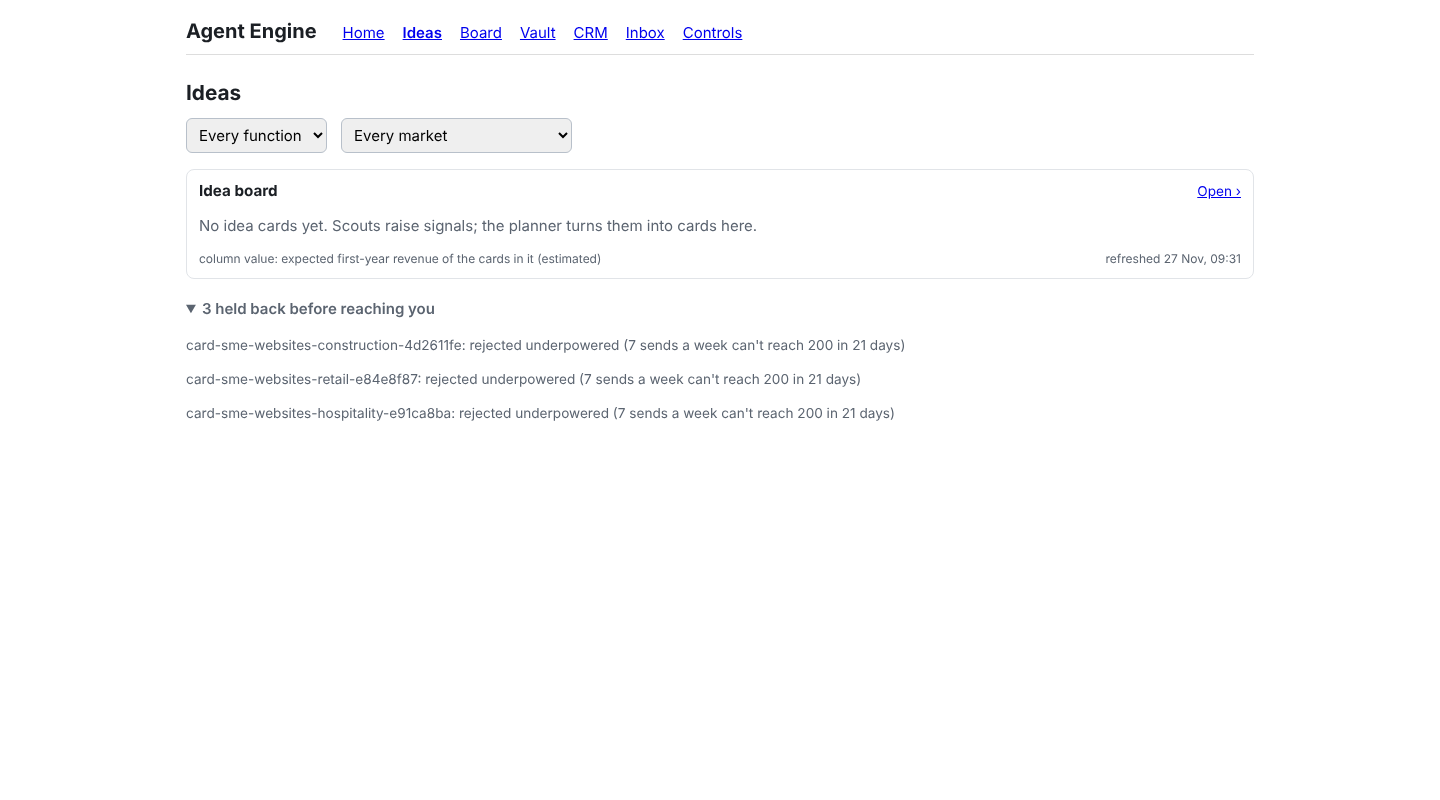 Agent Engine Home Ideas Board Vault CRM Inbox Controls
Ideas
Every function Every market
Idea board Open ›
No idea cards yet. Scouts raise signals; the planner turns them into cards here.
column value: expected first-year revenue of the cards in it (estimated) refreshed 27 Nov, 09:31
▼ 3 held back before reaching you
card-sme-websites-construction-4d2611fe: rejected underpowered (7 sends a week can't reach 200 in 21 days)
card-sme-websites-retail-e84e8f87: rejected underpowered (7 sends a week can't reach 200 in 21 days)
card-sme-websites-hospitality-e91ca8ba: rejected underpowered (7 sends a week can't reach 200 in 21 days)